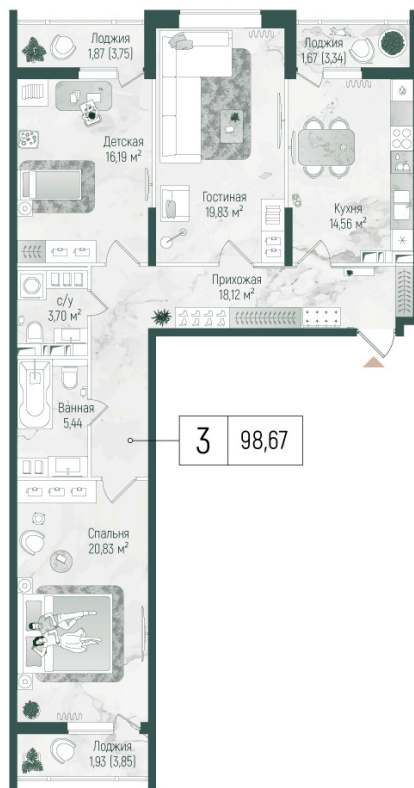 Лоджия
1,87 (3,75)
Лоджия
1,67 (3,34)
Детская
16,19 м²
Гостиная
19,83 м²
Кухня
14,56 м²
Прихожая
18,12 м²
с/у
3,70 м²
Ванная
5,44
3
98,67
Спальня
20,83 м²
Лоджия
1,93 (3,85)